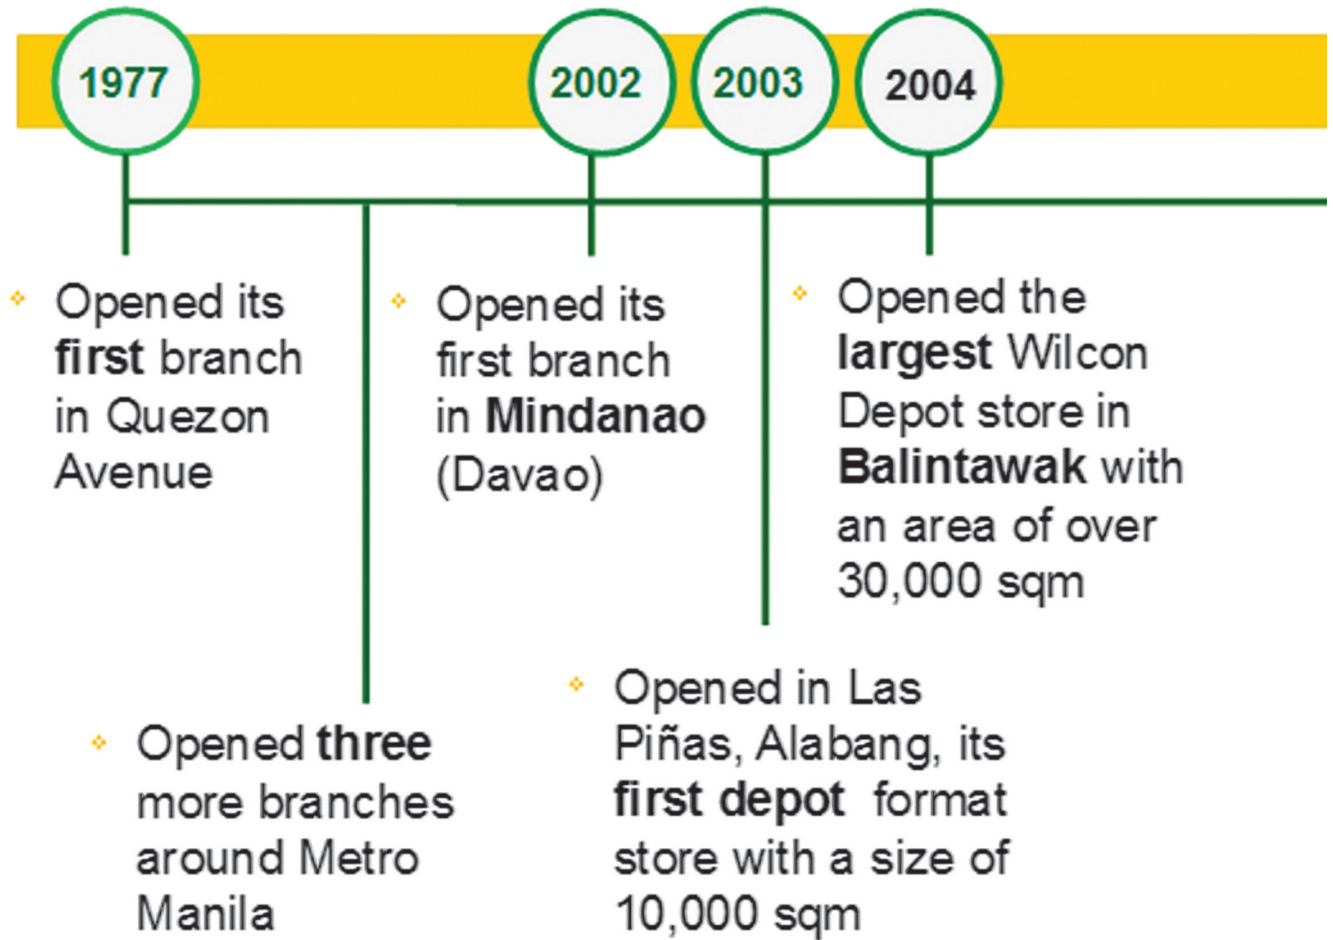 1977
2002
2003
2004
Opened its
first branch
in Quezon
Avenue
Opened three
more branches
around Metro
Manila
Opened its
first branch
in Mindanao
(Davao)
Opened in Las
Piñas, Alabang, its
first depot format
store with a size of
10,000 sqm
Opened the
largest Wilcon
Depot store in
Balintawak with
an area of over
30,000 sqm